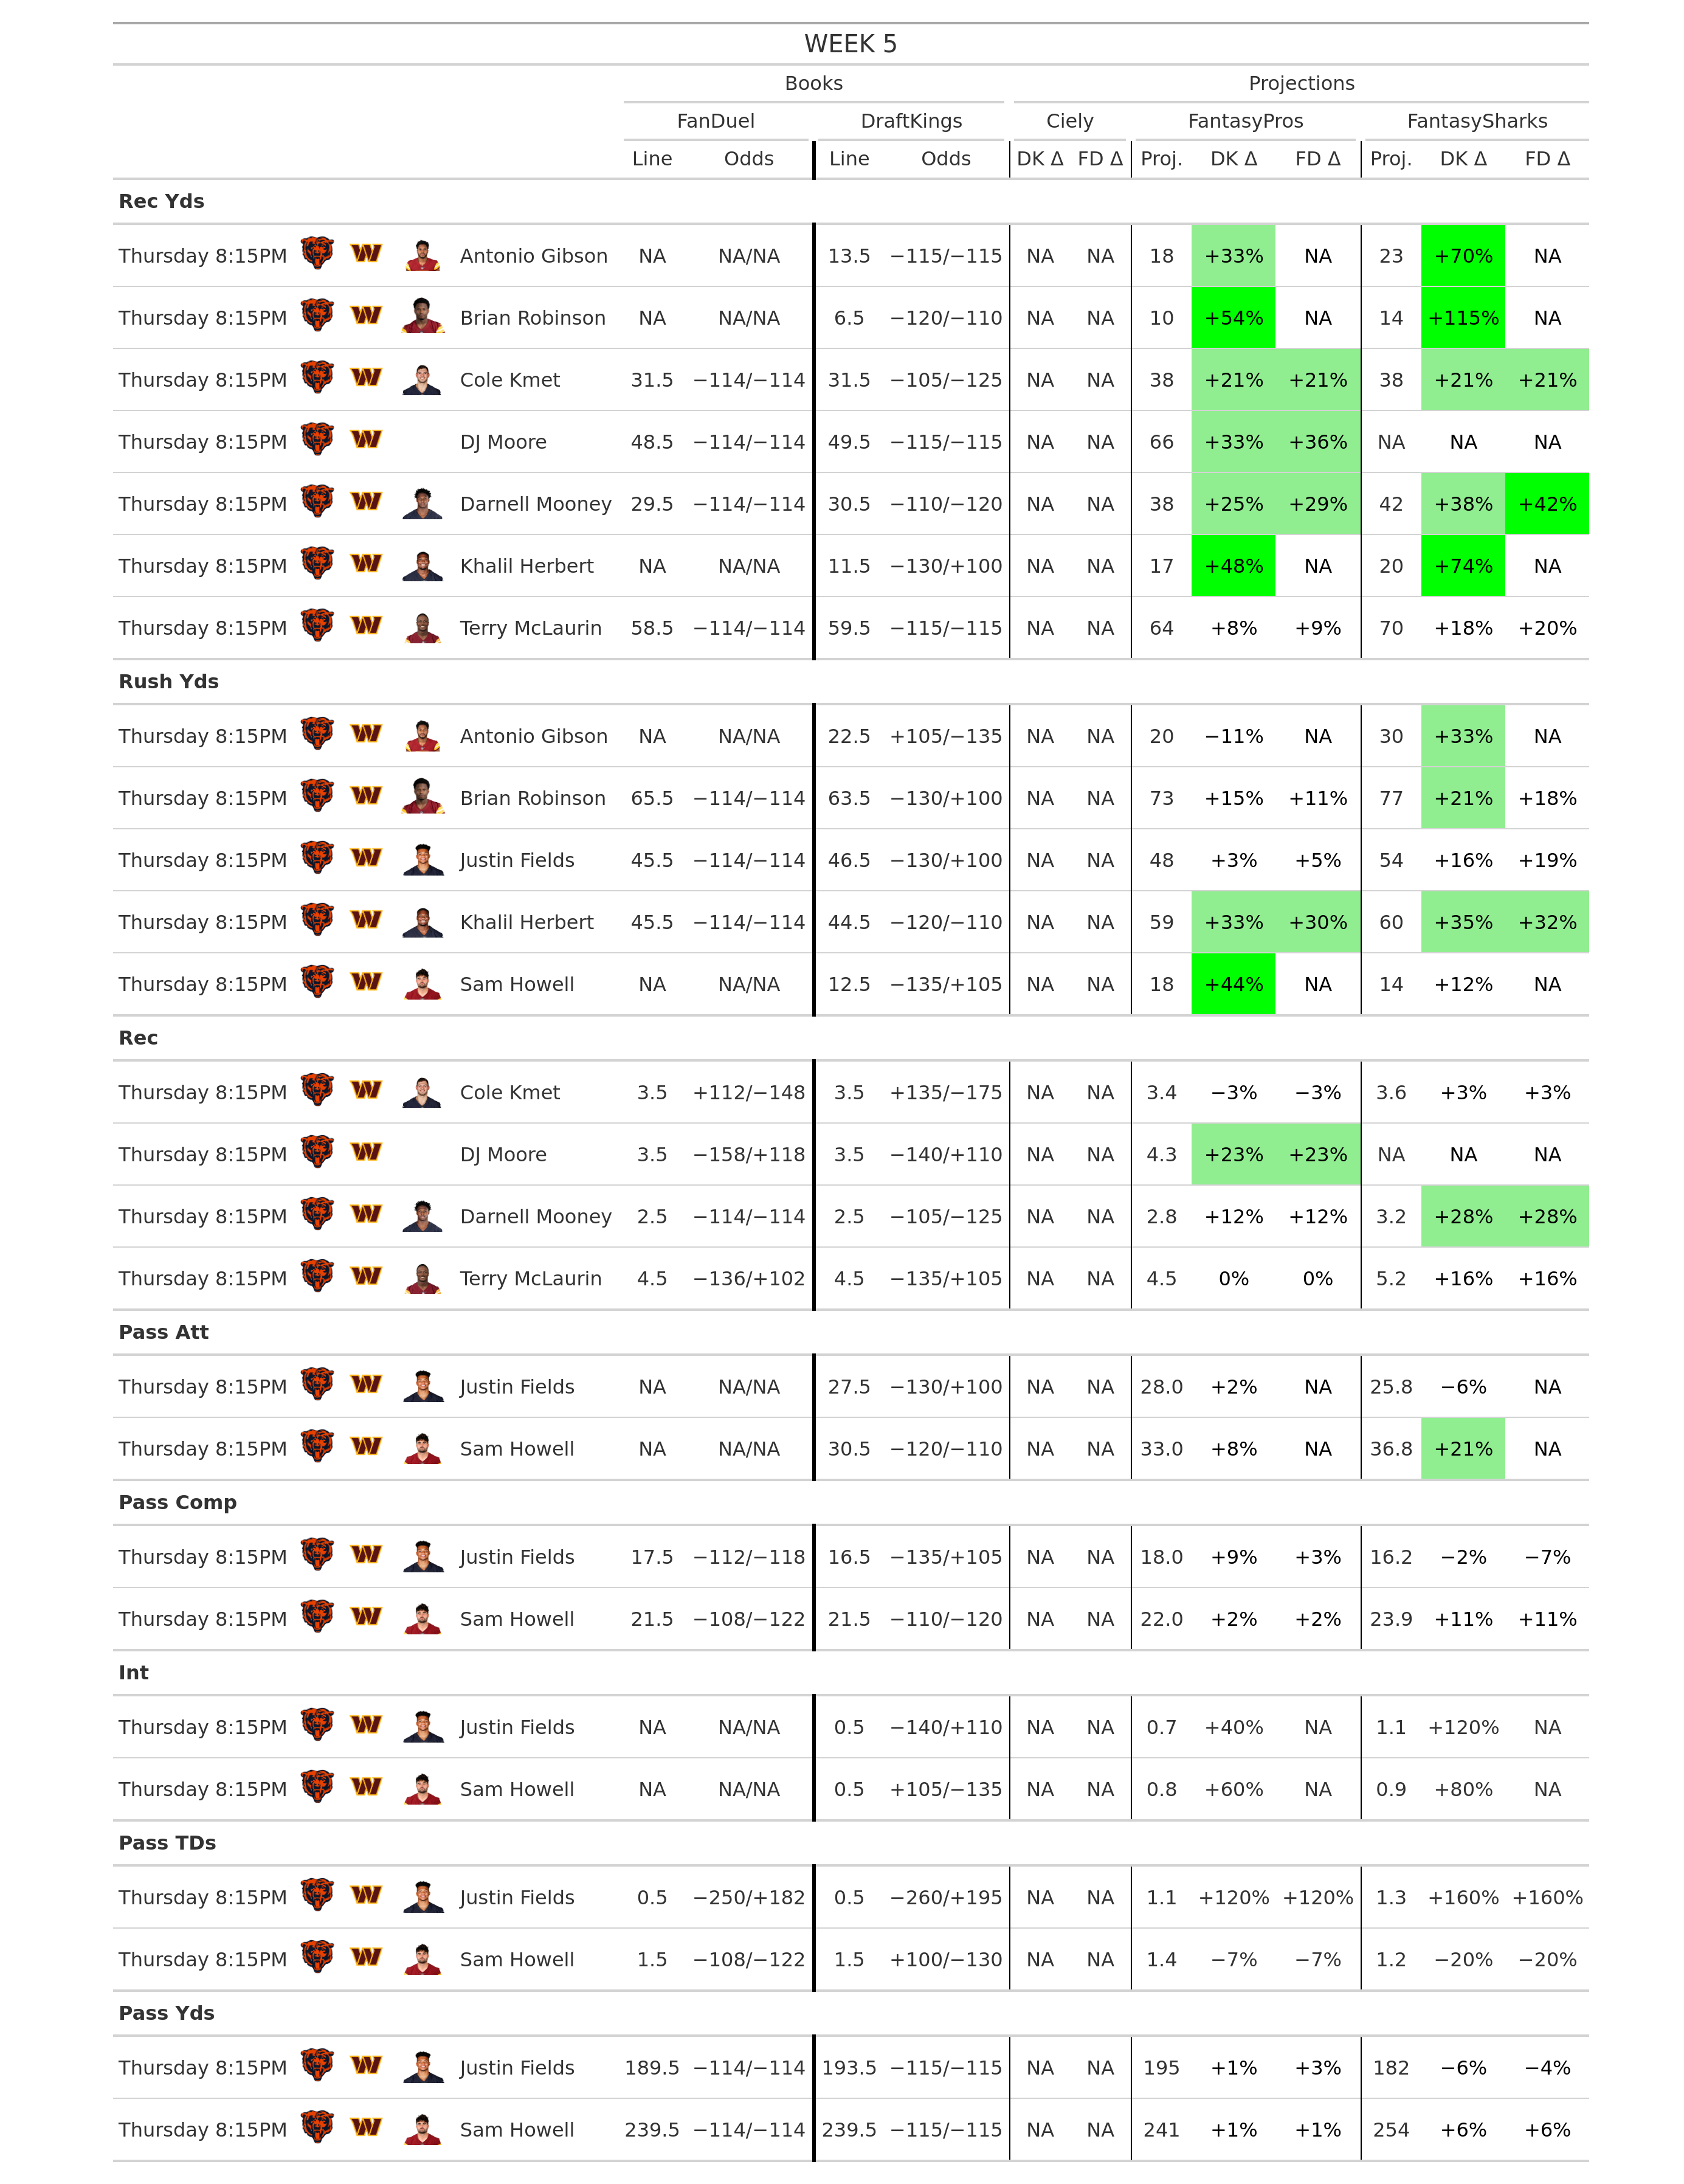 WEEK 5
Books Projections
FanDuel DraftKings Ciely FantasyPros FantasySharks
Line Odds Line Odds DK Δ FD Δ Proj. DK Δ FD Δ Proj. DK Δ FD Δ
Rec Yds
Thursday 8:15PM Antonio Gibson NA NA/NA 13.5 −115/−115 NA NA 18 +33% NA 23 +70% NA
Thursday 8:15PM Brian Robinson NA NA/NA 6.5 −120/−110 NA NA 10 +54% NA 14 +115% NA
Thursday 8:15PM Cole Kmet 31.5 −114/−114 31.5 −105/−125 NA NA 38 +21% +21% 38 +21% +21%
Thursday 8:15PM DJ Moore 48.5 −114/−114 49.5 −115/−115 NA NA 66 +33% +36% NA NA NA
Thursday 8:15PM Darnell Mooney 29.5 −114/−114 30.5 −110/−120 NA NA 38 +25% +29% 42 +38% +42%
Thursday 8:15PM Khalil Herbert NA NA/NA 11.5 −130/+100 NA NA 17 +48% NA 20 +74% NA
Thursday 8:15PM Terry McLaurin 58.5 −114/−114 59.5 −115/−115 NA NA 64 +8% +9% 70 +18% +20%
Rush Yds
Thursday 8:15PM Antonio Gibson NA NA/NA 22.5 +105/−135 NA NA 20 −11% NA 30 +33% NA
Thursday 8:15PM Brian Robinson 65.5 −114/−114 63.5 −130/+100 NA NA 73 +15% +11% 77 +21% +18%
Thursday 8:15PM Justin Fields 45.5 −114/−114 46.5 −130/+100 NA NA 48 +3% +5% 54 +16% +19%
Thursday 8:15PM Khalil Herbert 45.5 −114/−114 44.5 −120/−110 NA NA 59 +33% +30% 60 +35% +32%
Thursday 8:15PM Sam Howell NA NA/NA 12.5 −135/+105 NA NA 18 +44% NA 14 +12% NA
Rec
Thursday 8:15PM Cole Kmet 3.5 +112/−148 3.5 +135/−175 NA NA 3.4 −3% −3% 3.6 +3% +3%
Thursday 8:15PM DJ Moore 3.5 −158/+118 3.5 −140/+110 NA NA 4.3 +23% +23% NA NA NA
Thursday 8:15PM Darnell Mooney 2.5 −114/−114 2.5 −105/−125 NA NA 2.8 +12% +12% 3.2 +28% +28%
Thursday 8:15PM Terry McLaurin 4.5 −136/+102 4.5 −135/+105 NA NA 4.5 0% 0% 5.2 +16% +16%
Pass Att
Thursday 8:15PM Justin Fields NA NA/NA 27.5 −130/+100 NA NA 28.0 +2% NA 25.8 −6% NA
Thursday 8:15PM Sam Howell NA NA/NA 30.5 −120/−110 NA NA 33.0 +8% NA 36.8 +21% NA
Pass Comp
Thursday 8:15PM Justin Fields 17.5 −112/−118 16.5 −135/+105 NA NA 18.0 +9% +3% 16.2 −2% −7%
Thursday 8:15PM Sam Howell 21.5 −108/−122 21.5 −110/−120 NA NA 22.0 +2% +2% 23.9 +11% +11%
Int
Thursday 8:15PM Justin Fields NA NA/NA 0.5 −140/+110 NA NA 0.7 +40% NA 1.1 +120% NA
Thursday 8:15PM Sam Howell NA NA/NA 0.5 +105/−135 NA NA 0.8 +60% NA 0.9 +80% NA
Pass TDs
Thursday 8:15PM Justin Fields 0.5 −250/+182 0.5 −260/+195 NA NA 1.1 +120% +120% 1.3 +160% +160%
Thursday 8:15PM Sam Howell 1.5 −108/−122 1.5 +100/−130 NA NA 1.4 −7% −7% 1.2 −20% −20%
Pass Yds
Thursday 8:15PM Justin Fields 189.5 −114/−114 193.5 −115/−115 NA NA 195 +1% +3% 182 −6% −4%
Thursday 8:15PM Sam Howell 239.5 −114/−114 239.5 −115/−115 NA NA 241 +1% +1% 254 +6% +6%